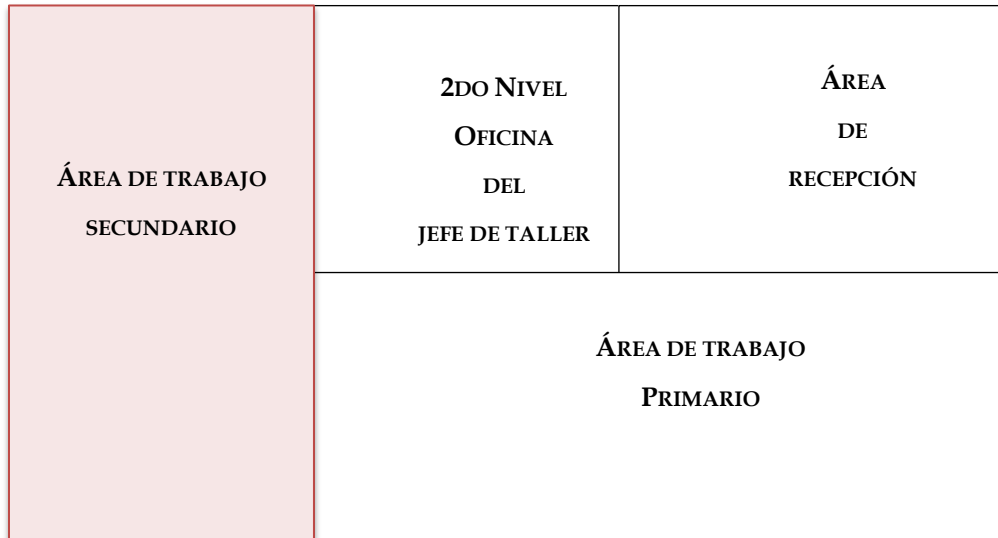 Área de trabajo
secundario
2do Nivel
Oficina
del
jefe de taller
Área
de
recepción
Área de trabajo
Primario